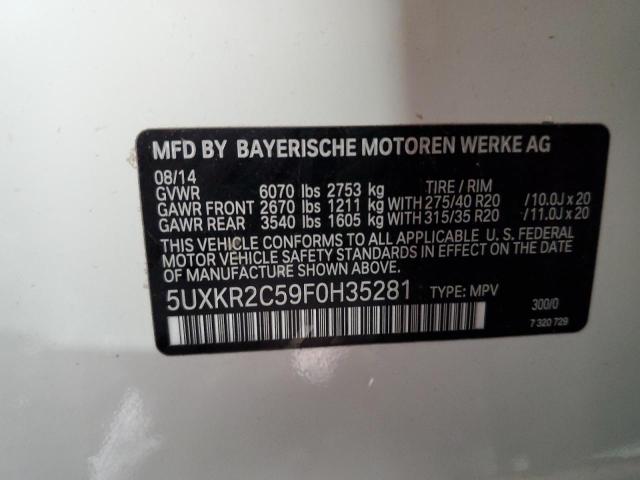 MFD BY BAYERISCHE MOTOREN WERKE AG
08/14
GVWR 6070 lbs 2753 kg TIRE / RIM
GAWR FRONT 2670 lbs 1211 kg WITH 275/40 R20 /10.0J x 20
GAWR REAR 3540 lbs 1605 kg WITH 315/35 R20 /11.0J x 20
THIS VEHICLE CONFORMS TO ALL APPLICABLE U. S. FEDERAL
MOTOR VEHICLE SAFETY STANDARDS IN EFFECT ON THE DATE
OF MANUFACTURE SHOWN ABOVE.
5UXKR2C59F0H35281 TYPE: MPV 300/0
7 320 729